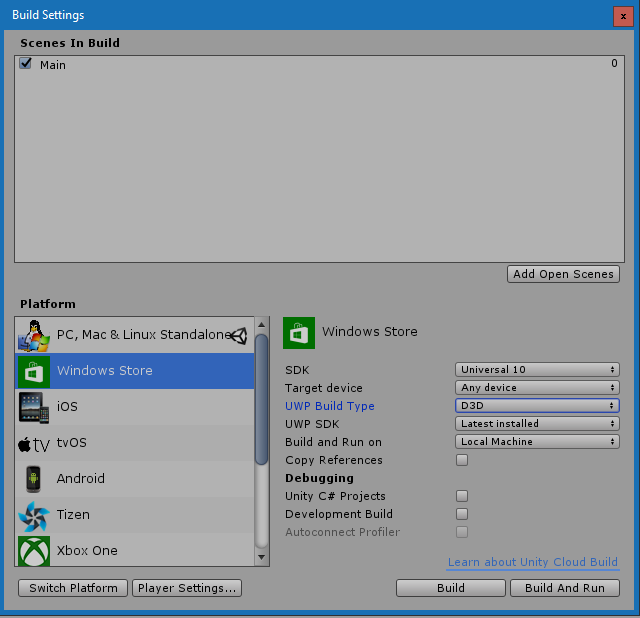 Build Settings
x
Scenes In Build
Main 0
Add Open Scenes
Platform
PC, Mac & Linux Standalone
Windows Store
iOS
tv
tvOS
Android
Tizen
Xbox One
Windows Store
SDK Universal 10
Target device Any device
UWP Build Type D3D
UWP SDK Latest installed
Build and Run on Local Machine
Copy References
Debugging
Unity C# Projects
Development Build
Autoconnect Profiler
Learn about Unity Cloud Build
Switch Platform Player Settings... Build Build And Run